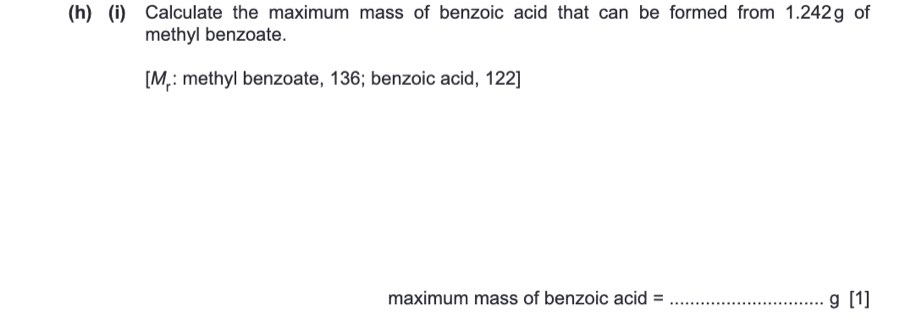 (h) (i) Calculate the maximum mass of benzoic acid that can be formed from 1.242g of
methyl benzoate.
[Mr: methyl benzoate, 136; benzoic acid, 122]
maximum mass of benzoic acid = .............................. g [1]